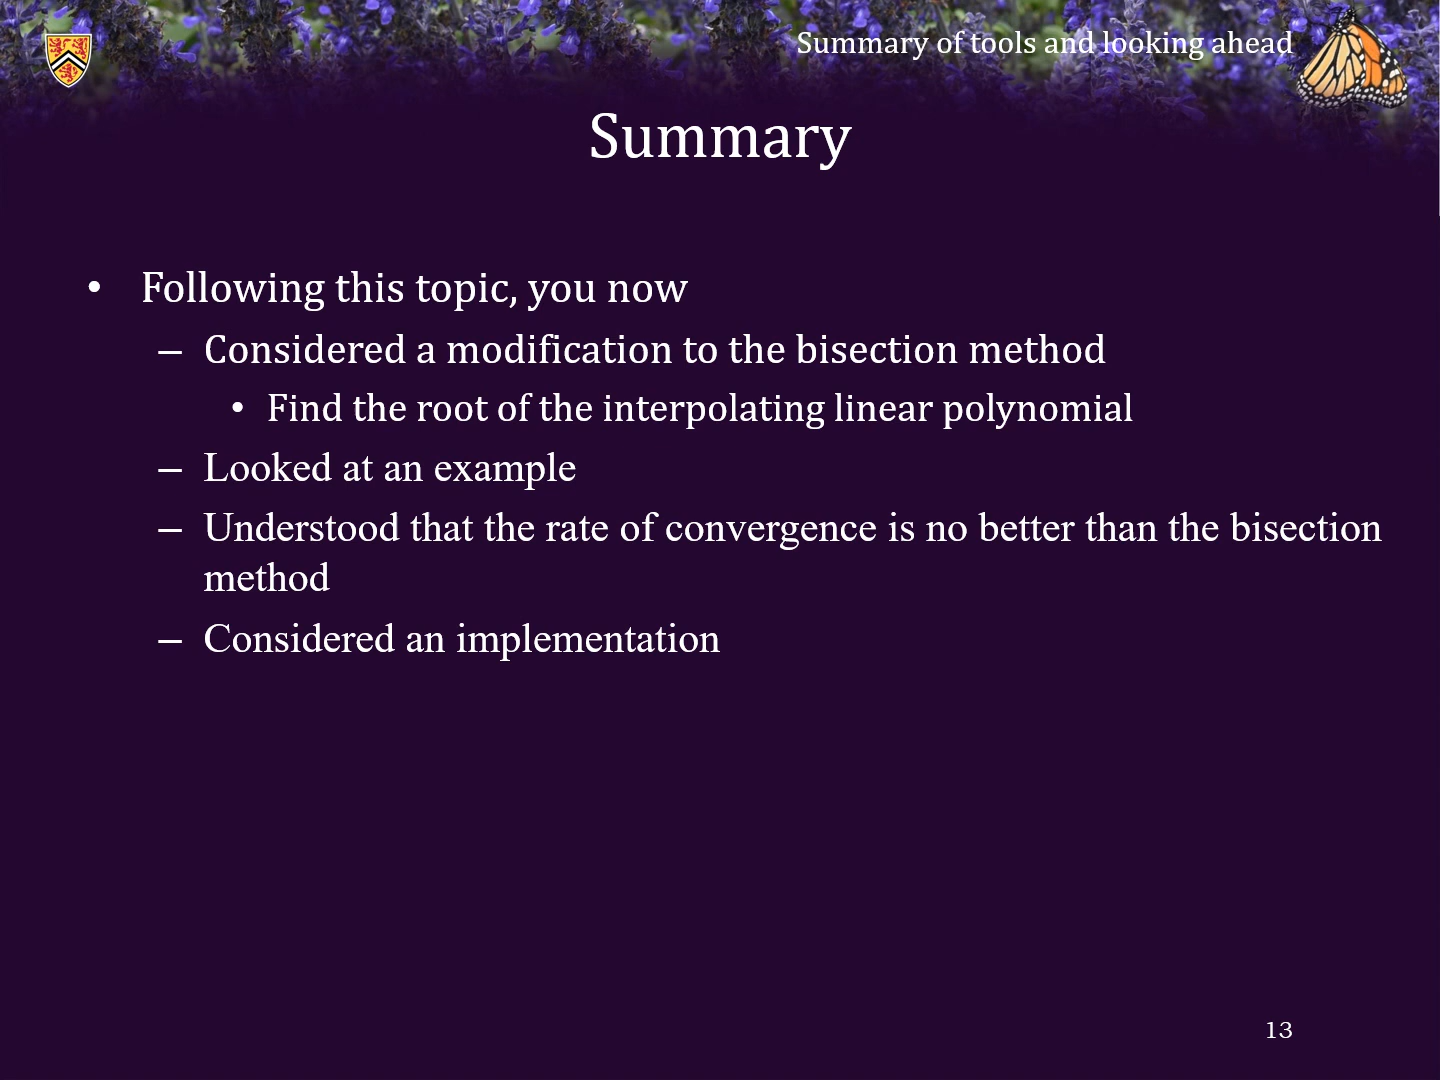 Summary of tools and looking ahead
Summary
• Following this topic, you now
– Considered a modification to the bisection method
• Find the root of the interpolating linear polynomial
– Looked at an example
– Understood that the rate of convergence is no better than the bisection
method
– Considered an implementation
13